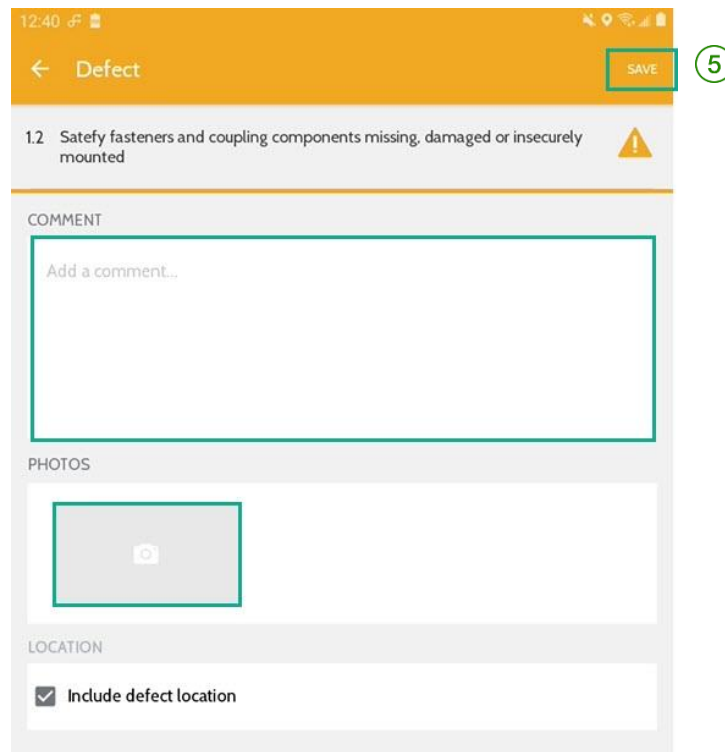 12:40
Defect
SAVE
5
1.2 Satefy fasteners and coupling components missing, damaged or insecurely
mounted
COMMENT
Add a comment...
PHOTOS
LOCATION
Include defect location